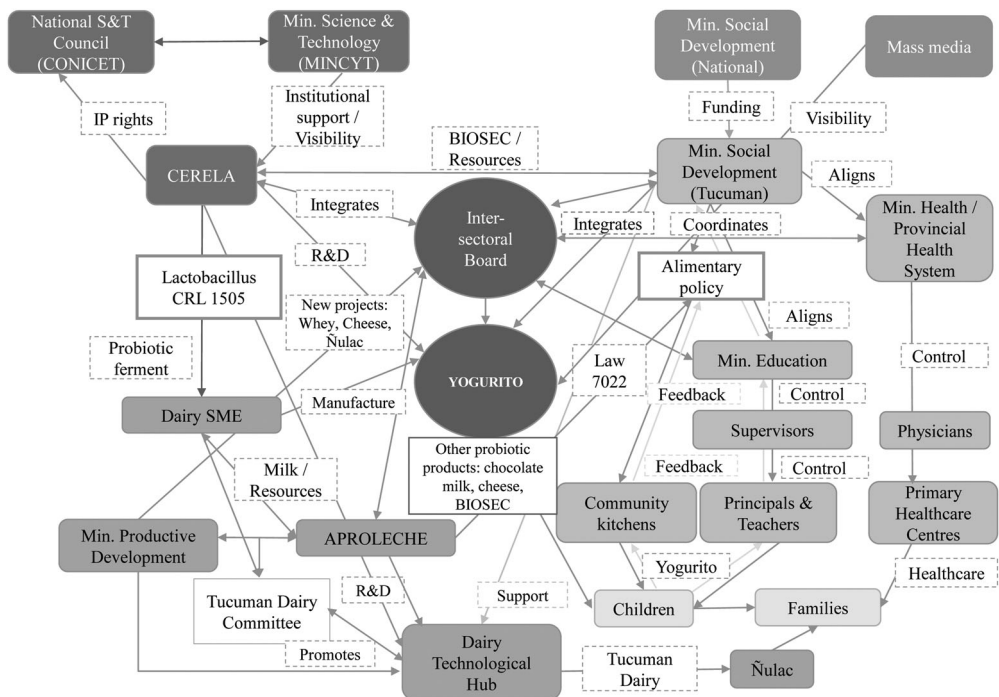 National S&T
Council
(CONICET)
Min. Science &
Technology
(MINCYT)
Min. Social
Development
(National)
Mass media
IP rights
Institutional
support /
Visibility
Funding
Visibility
BIOSEC /
Resources
CERELA
Min. Social
Development
(Tucuman)
Aligns
Integrates
Inter-
sectoral
Board
Integrates
Coordinates
Min. Health /
Provincial
Health
System
R&D
Lactobacillus
CRL 1505
Alimentary
policy
New projects:
Whey, Cheese,
Ñulac
Aligns
Probiotic
ferment
YOGURITO
Law
7022
Min. Education
Control
Manufacture
Feedback
Control
Dairy SME
Supervisors
Physicians
Other probiotic
products: chocolate
milk, cheese,
BIOSEC
Milk /
Resources
Feedback
Control
Community
kitchens
Principals &
Teachers
Primary
Healthcare
Centres
Min. Productive
Development
APROLECHE
Yogurito
Healthcare
R&D
Support
Tucuman Dairy
Committee
Children
Families
Promotes
Dairy
Technological
Hub
Tucuman
Dairy
Ñulac